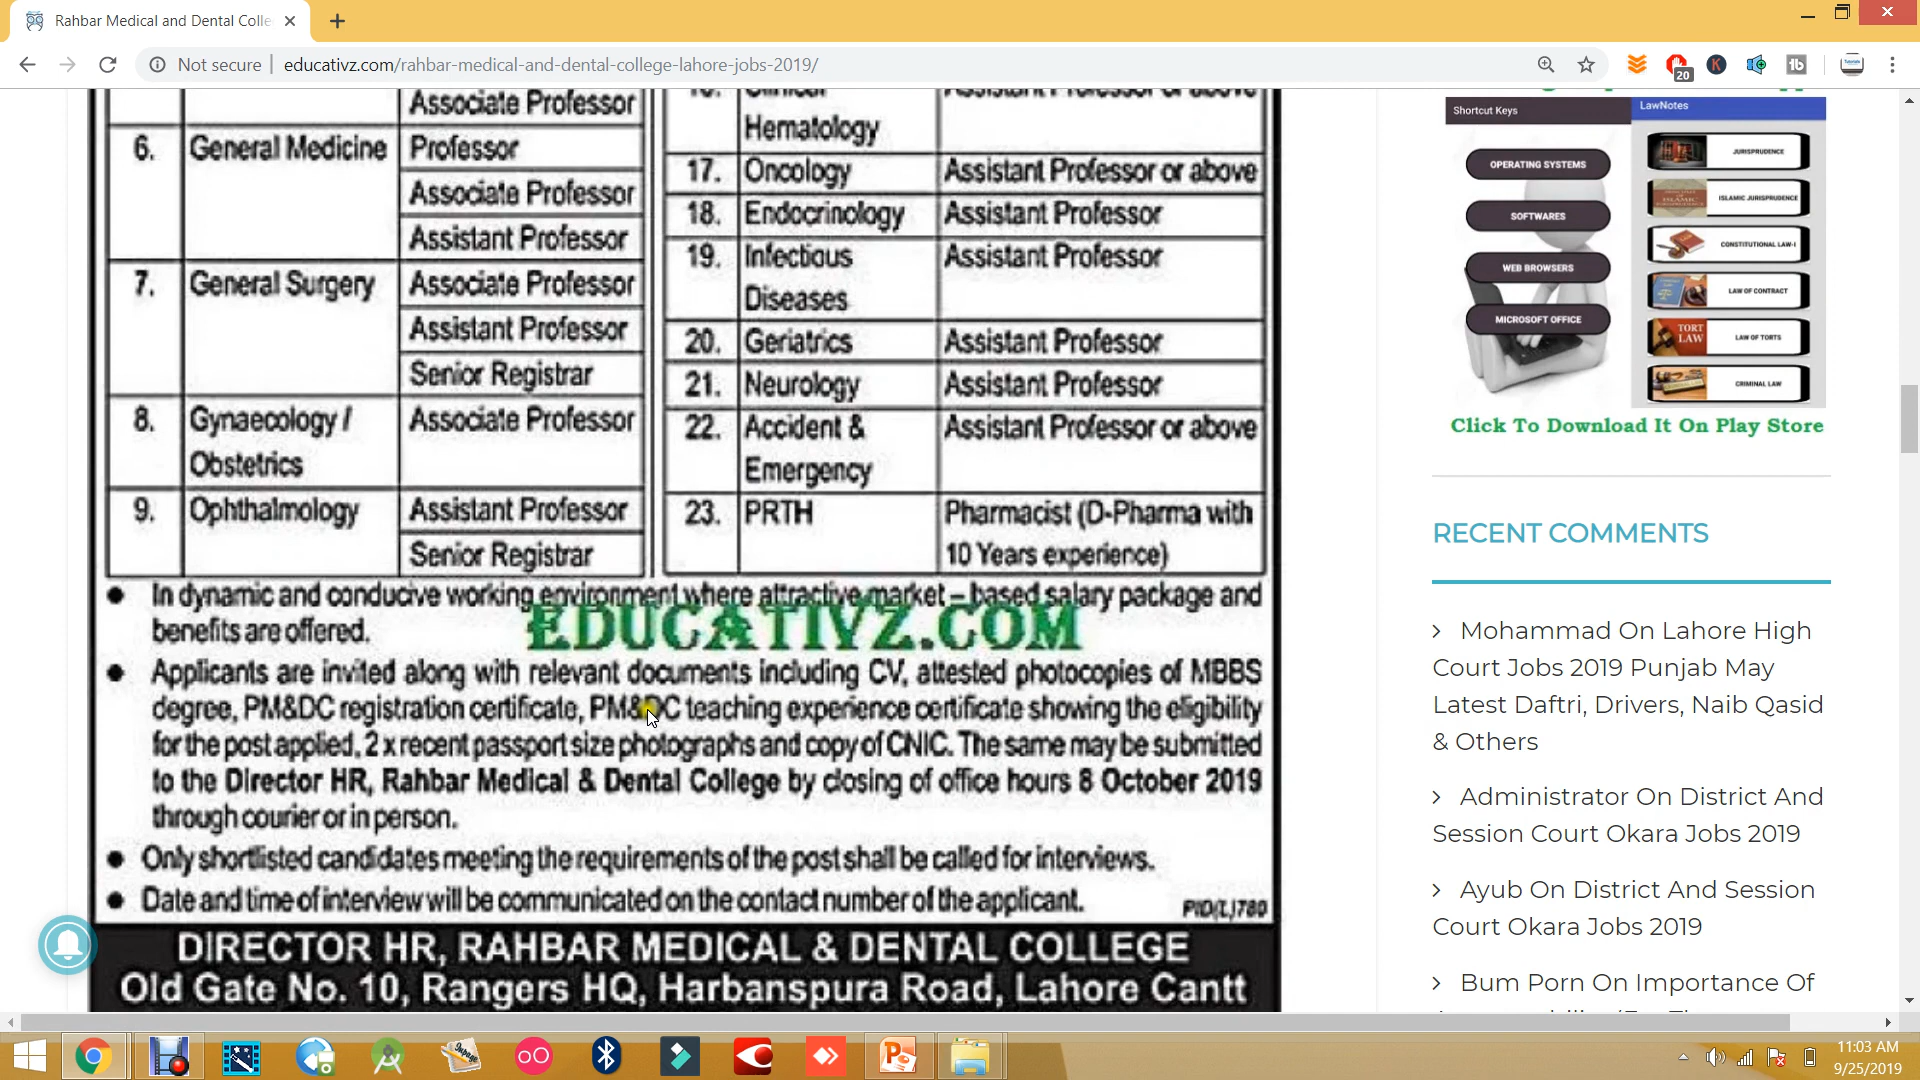 Rahbar Medical and Dental Colle
Not secure
educativz.com/rahbar-medical-and-dental-college-lahore-jobs-2019/
20
Associate Professor
6. General Medicine Professor
Associate Professor
Assistant Professor
7. General Surgery Associate Professor
Assistant Professor
Senior Registrar
8. Gynaecology / Associate Professor
Obstetrics
9. Ophthalmology Assistant Professor
Senior Registrar
Hematology
17. Oncology Assistant Professor or above
18. Endocrinology Assistant Professor
19. Infectious Assistant Professor
Diseases
20. Geriatrics Assistant Professor
21. Neurology Assistant Professor
22. Accident & Assistant Professor or above
Emergency
23. PRTH Pharmacist (D-Pharma with
10 Years experience)
● In dynamic and conducive working environment where attractive market – based salary package and
benefits are offered.
EDUCATIVZ.COM
● Applicants are invited along with relevant documents including CV, attested photocopies of MBBS
degree, PM&DC registration certificate, PM&DC teaching experience certificate showing the eligibility
for the post applied, 2 x recent passport size photographs and copy of CNIC. The same may be submitted
to the Director HR, Rahbar Medical & Dental College by closing of office hours 8 October 2019
through courier or in person.
● Only shortlisted candidates meeting the requirements of the post shall be called for interviews.
● Date and time of interview will be communicated on the contact number of the applicant.
PID(L)780
DIRECTOR HR, RAHBAR MEDICAL & DENTAL COLLEGE
Old Gate No. 10, Rangers HQ, Harbanspura Road, Lahore Cantt
Shortcut Keys
OPERATING SYSTEMS
SOFTWARES
WEB BROWSERS
MICROSOFT OFFICE
LawNotes
JURISPRUDENCE
ISLAMIC JURISPRUDENCE
CONSTITUTIONAL LAW-I
LAW OF CONTRACT
TORT
LAW
LAW OF TORTS
CRIMINAL LAW
Click To Download It On Play Store
RECENT COMMENTS
Mohammad On Lahore High
Court Jobs 2019 Punjab May
Latest Daftri, Drivers, Naib Qasid
& Others
Administrator On District And
Session Court Okara Jobs 2019
Ayub On District And Session
Court Okara Jobs 2019
Bum Porn On Importance Of
11:03 AM
9/25/2019